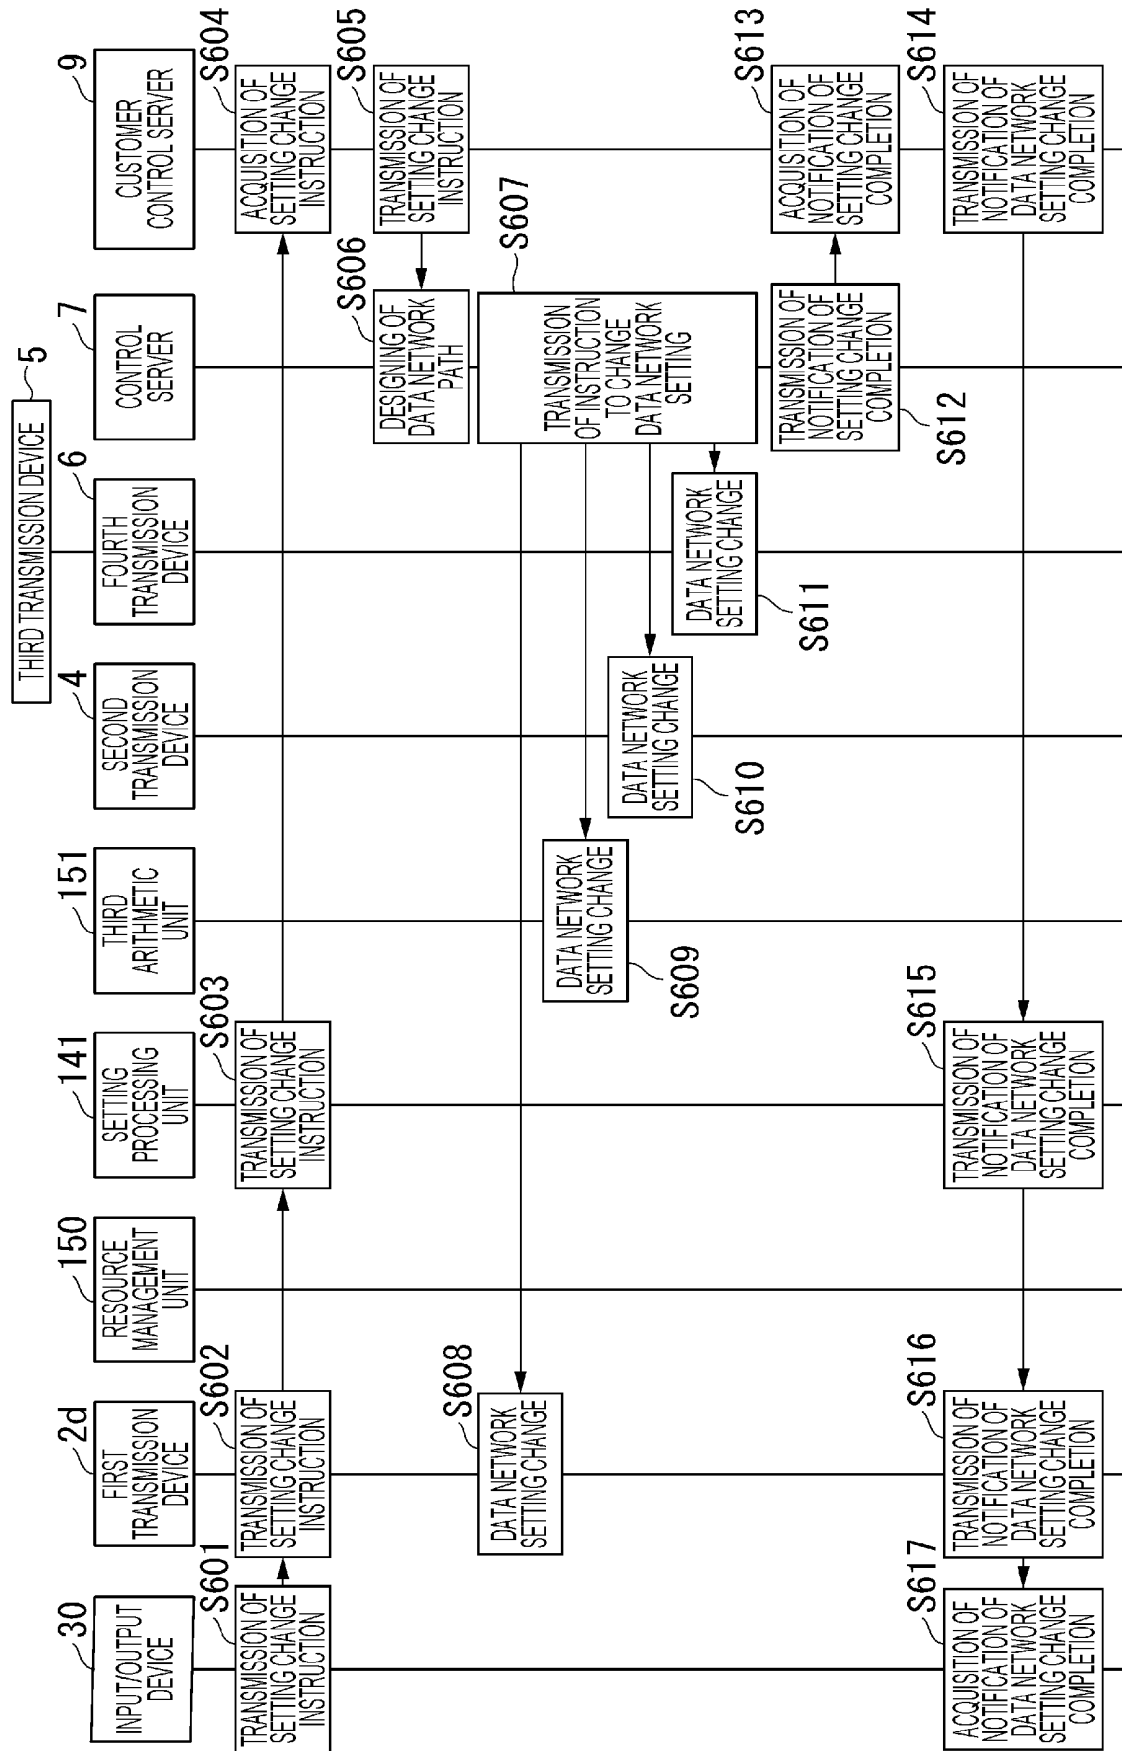 THIRD TRANSMISSION DEVICE
5
30
INPUT/OUTPUT
DEVICE
2d
FIRST
TRANSMISSION
DEVICE
150
RESOURCE
MANAGEMENT
UNIT
141
SETTING
PROCESSING
UNIT
151
THIRD
ARITHMETIC
UNIT
4
SECOND
TRANSMISSION
DEVICE
6
FOURTH
TRANSMISSION
DEVICE
7
CONTROL
SERVER
9
CUSTOMER
CONTROL SERVER
S601
TRANSMISSION OF
SETTING CHANGE
INSTRUCTION
S602
TRANSMISSION OF
SETTING CHANGE
INSTRUCTION
S603
TRANSMISSION OF
SETTING CHANGE
INSTRUCTION
S604
ACQUISITION OF
SETTING CHANGE
INSTRUCTION
S605
TRANSMISSION OF
SETTING CHANGE
INSTRUCTION
S606
DESIGNING OF
DATA NETWORK
PATH
S607
TRANSMISSION
OF INSTRUCTION
TO CHANGE
DATA NETWORK
SETTING
S608
DATA NETWORK
SETTING CHANGE
DATA NETWORK
SETTING CHANGE
S609
DATA NETWORK
SETTING CHANGE
S610
DATA NETWORK
SETTING CHANGE
S611
TRANSMISSION OF
NOTIFICATION OF
SETTING CHANGE
COMPLETION
S612
S613
ACQUISITION OF
NOTIFICATION OF
SETTING CHANGE
COMPLETION
S614
TRANSMISSION OF
NOTIFICATION OF
DATA NETWORK
SETTING CHANGE
COMPLETION
S615
TRANSMISSION OF
NOTIFICATION OF
DATA NETWORK
SETTING CHANGE
COMPLETION
S616
TRANSMISSION OF
NOTIFICATION OF
DATA NETWORK
SETTING CHANGE
COMPLETION
S617
ACQUISITION OF
NOTIFICATION OF
DATA NETWORK
SETTING CHANGE
COMPLETION